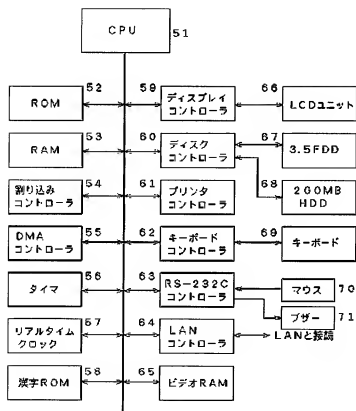 CPU 51
ROM 52
RAM 53
割り込み
コントローラ 54
DMA
コントローラ 55
タイマ 56
リアルタイム
クロック 57
漢字ROM 58
59 ディスプレイ
コントローラ
60 ディスク
コントローラ
61 プリンタ
コントローラ
62 キーボード
コントローラ
63 RS-232C
コントローラ
64 LAN
コントローラ
65 ビデオRAM
66 LCDユニット
67 3.5FDD
68 200MB
HDD
69 キーボード
マウス 70
ブザー 71
LANと接続